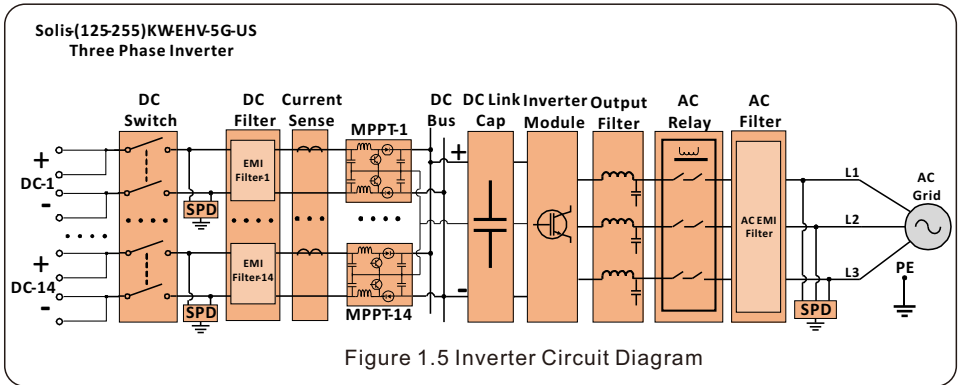 Solis-(125-255)KW-EHV-5G-US
Three Phase Inverter
DC
Switch
DC
Filter
Current
Sense
MPPT-1
DC
Bus
DC Link
Cap
Inverter
Module
Output
Filter
AC
Relay
AC
Filter
+
DC-1
-
EMI
Filter-1
SPD
+
DC-14
-
EMI
Filter-14
SPD
MPPT-14
+
-
AC EMI
Filter
L1
L2
L3
AC
Grid
PE
SPD
Figure 1.5 Inverter Circuit Diagram